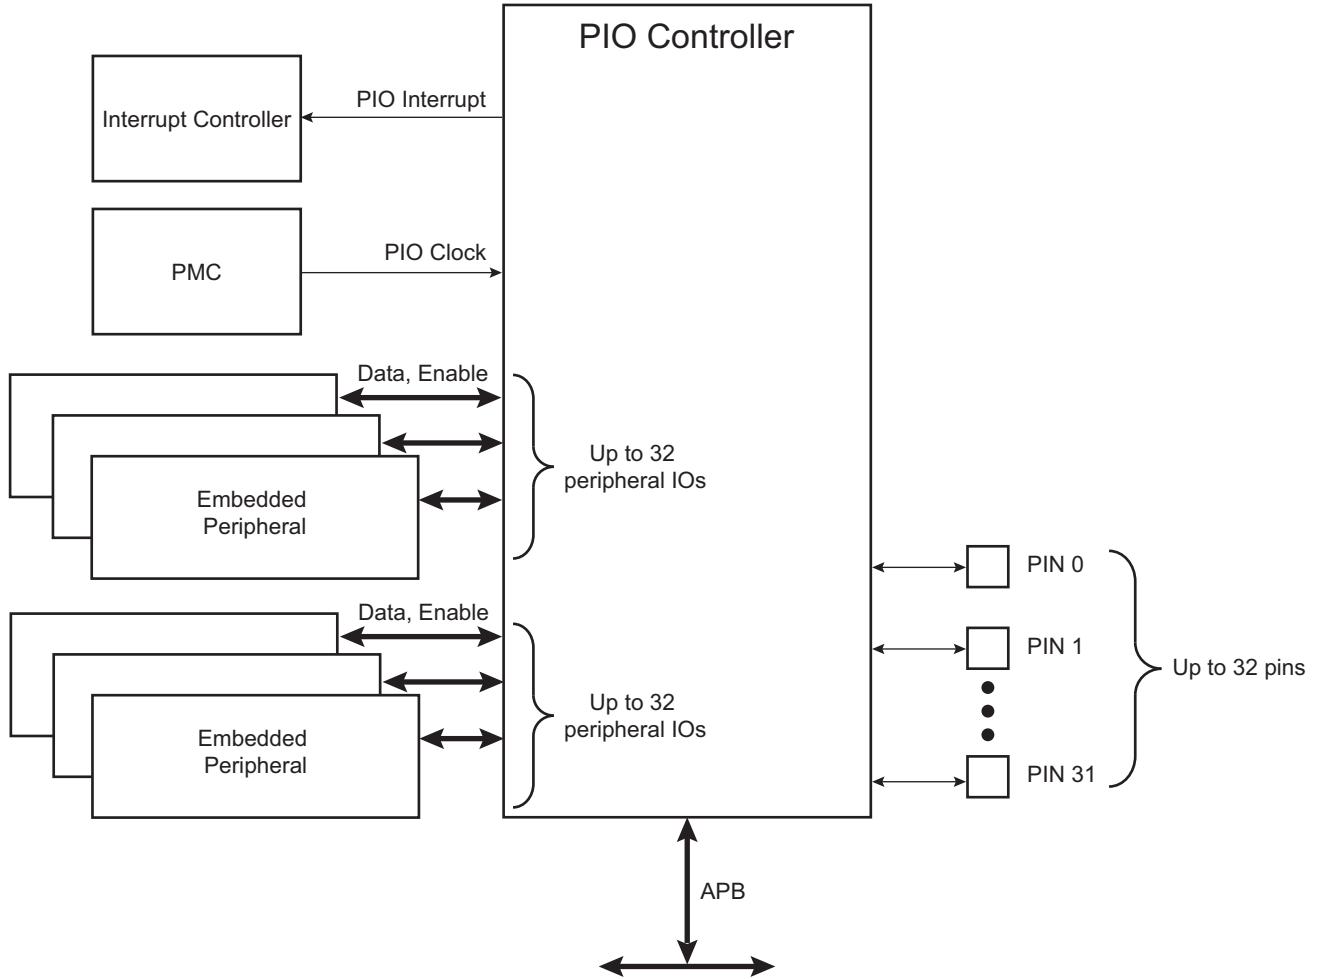 PIO Controller
PIO Interrupt
Interrupt Controller
PIO Clock
PMC
Data, Enable
Up to 32
peripheral IOs
Embedded
Peripheral
PIN 0
Data, Enable
PIN 1
Up to 32 pins
Up to 32
peripheral IOs
Embedded
Peripheral
PIN 31
APB